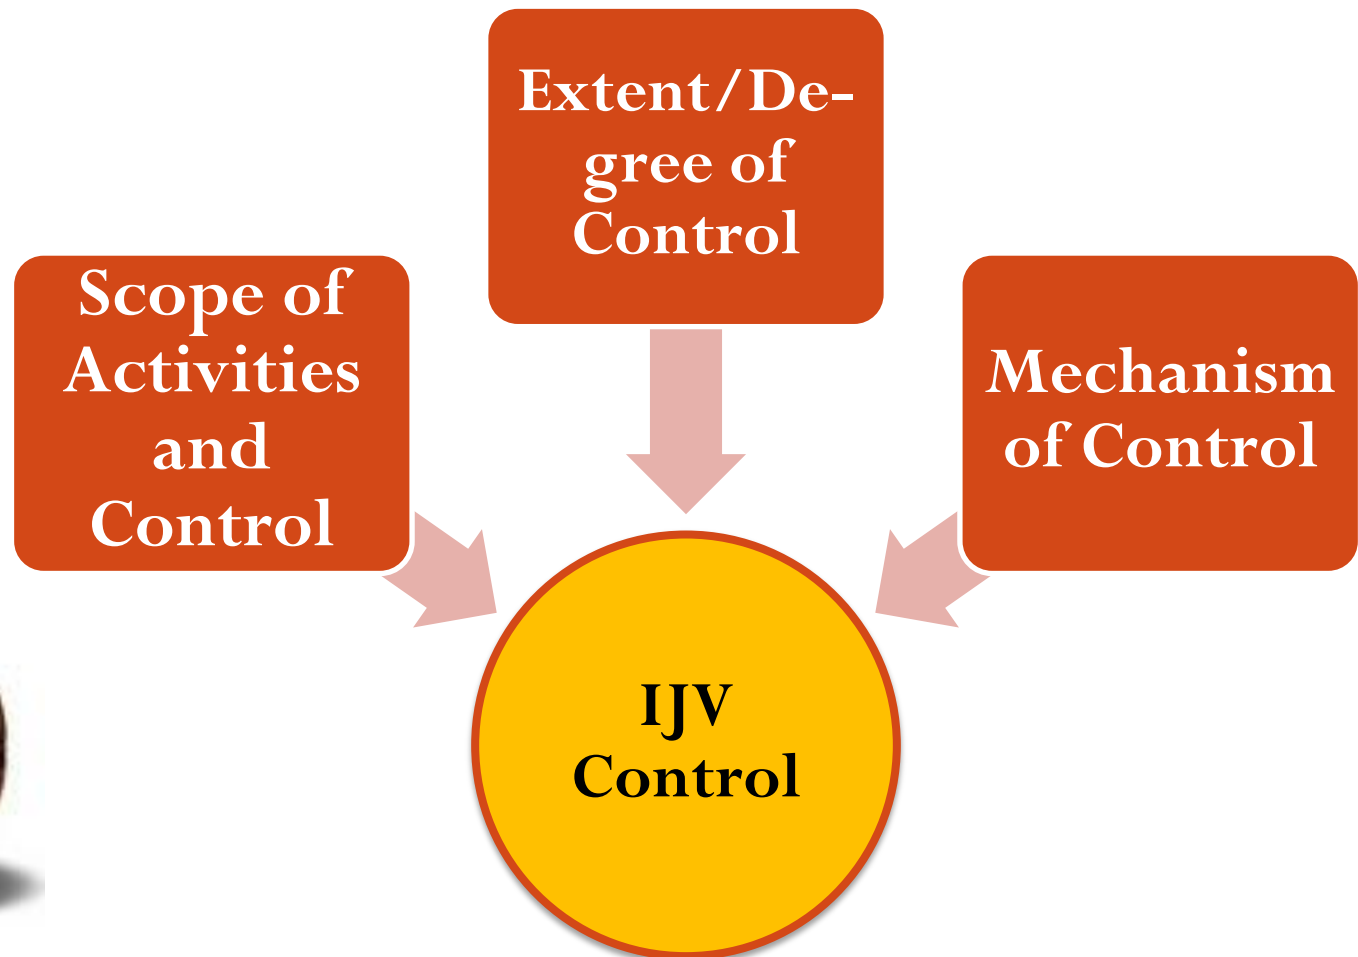 Extent/De-
gree of
Control
Scope of
Activities
and
Control
Mechanism
of Control
IJV
Control